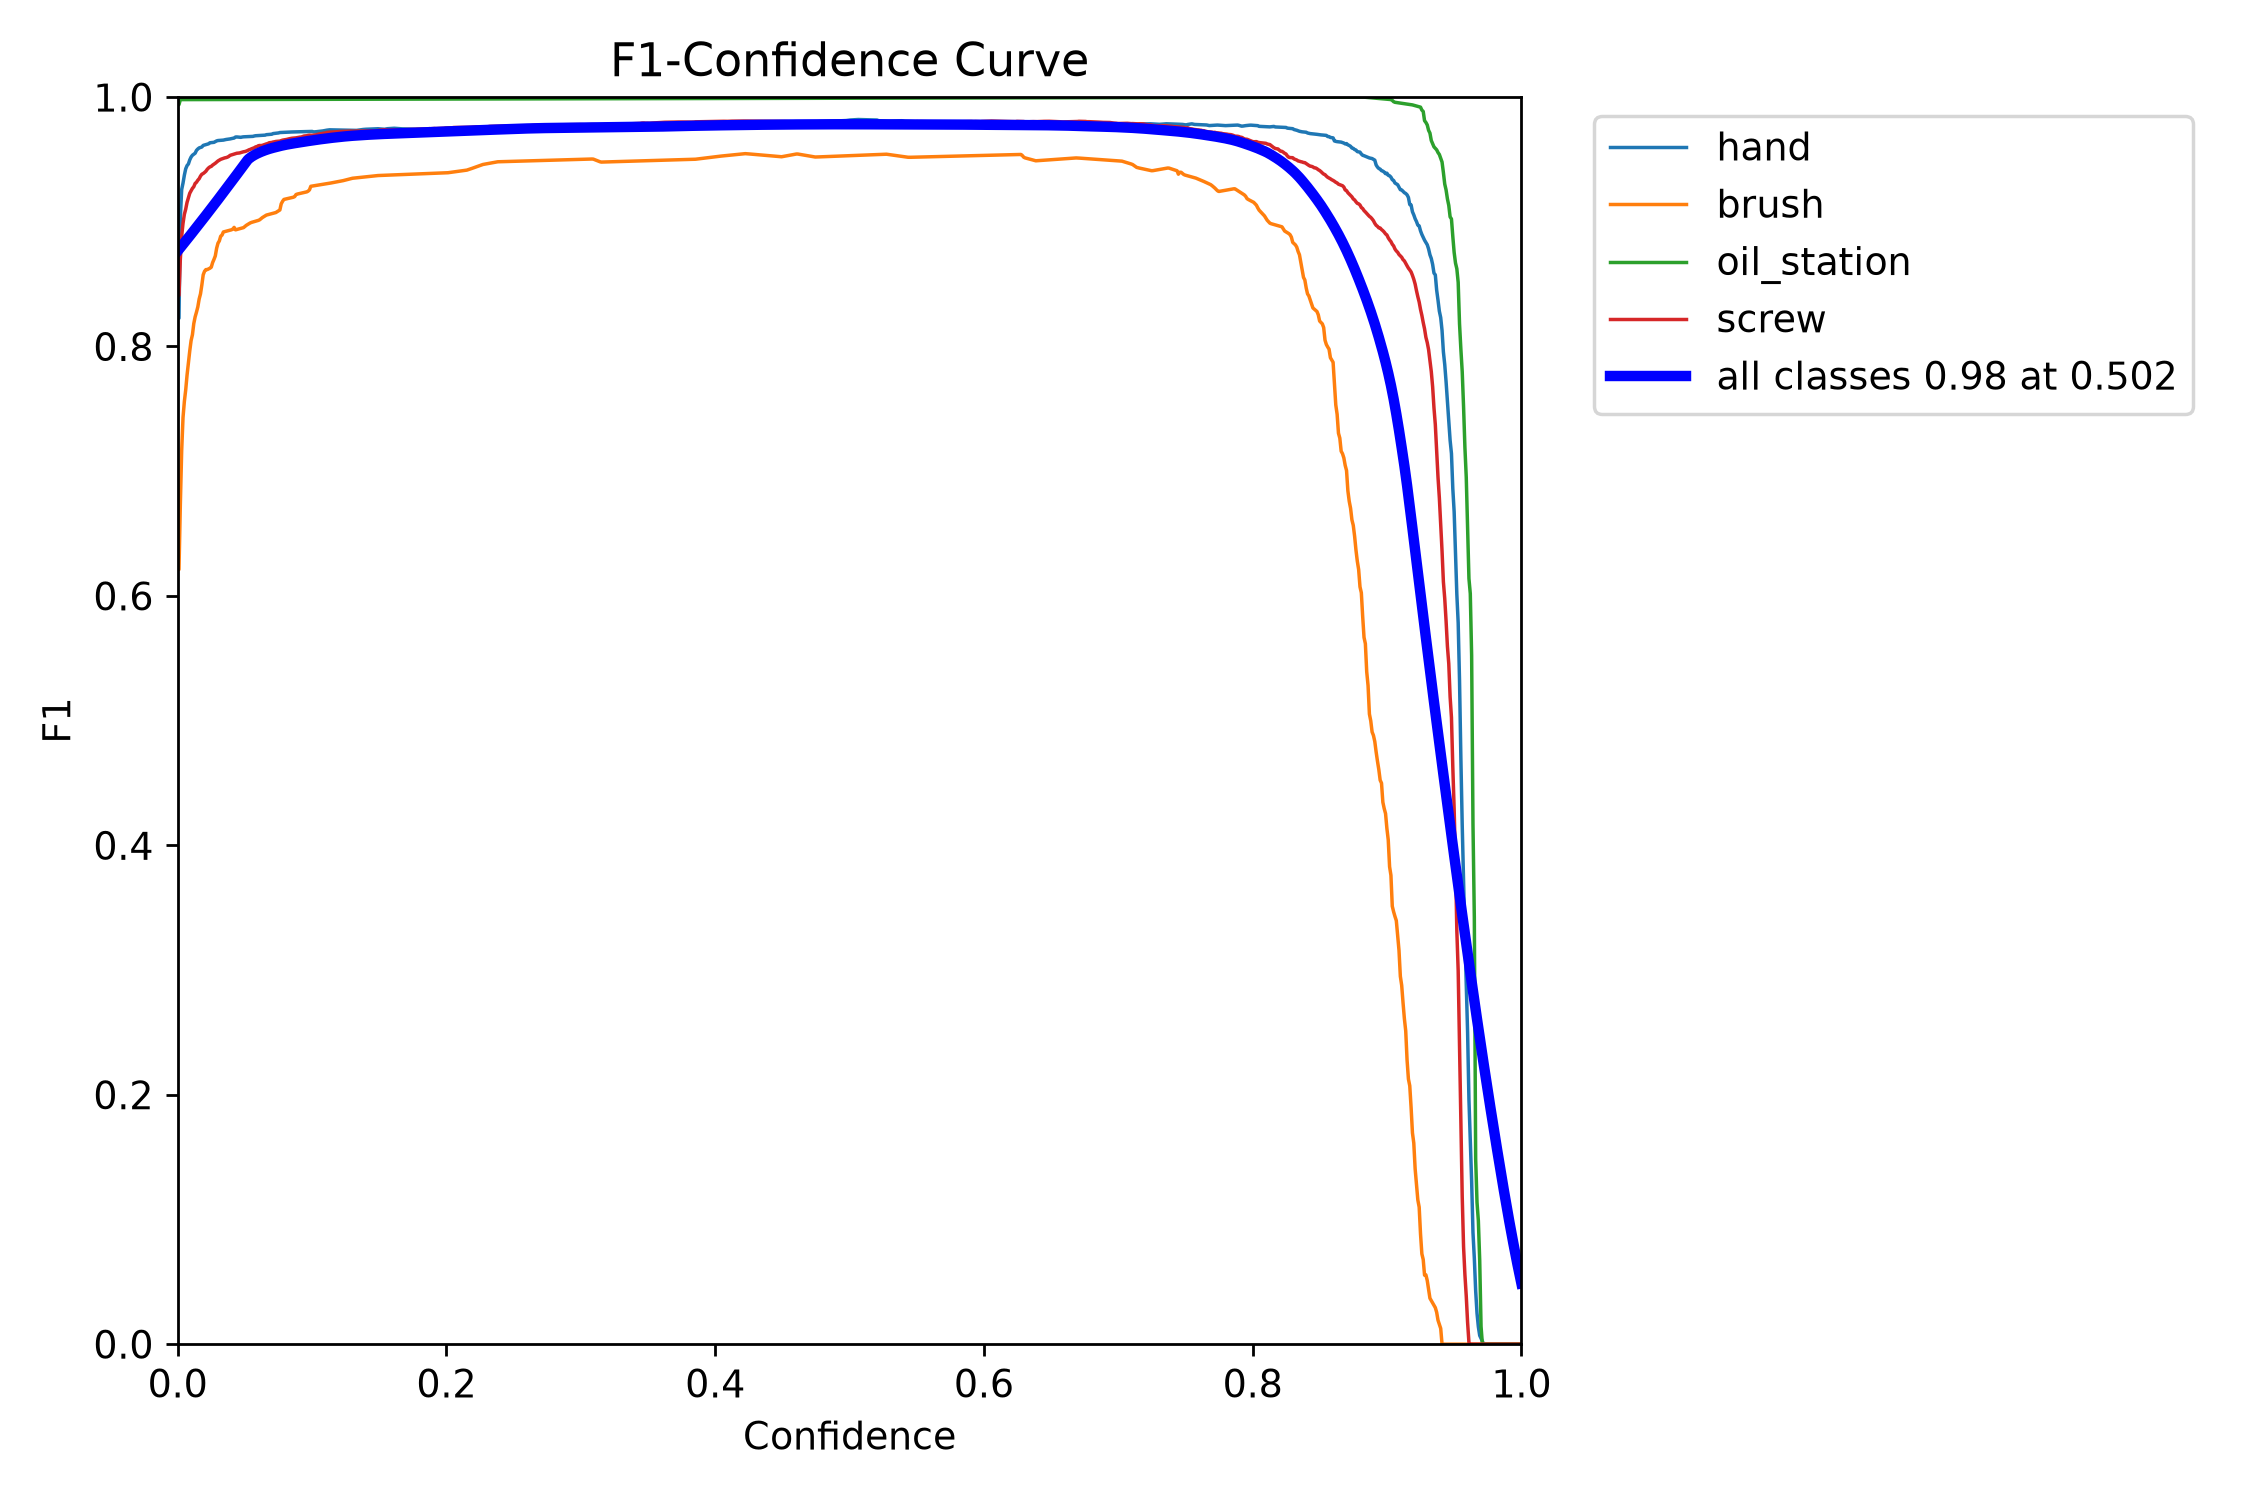 F1-Confidence Curve
1.0
0.8
0.6
0.4
0.2
0.0
F1
0.0 0.2 0.4 0.6 0.8 1.0
Confidence
hand
brush
oil_station
screw
all classes 0.98 at 0.502